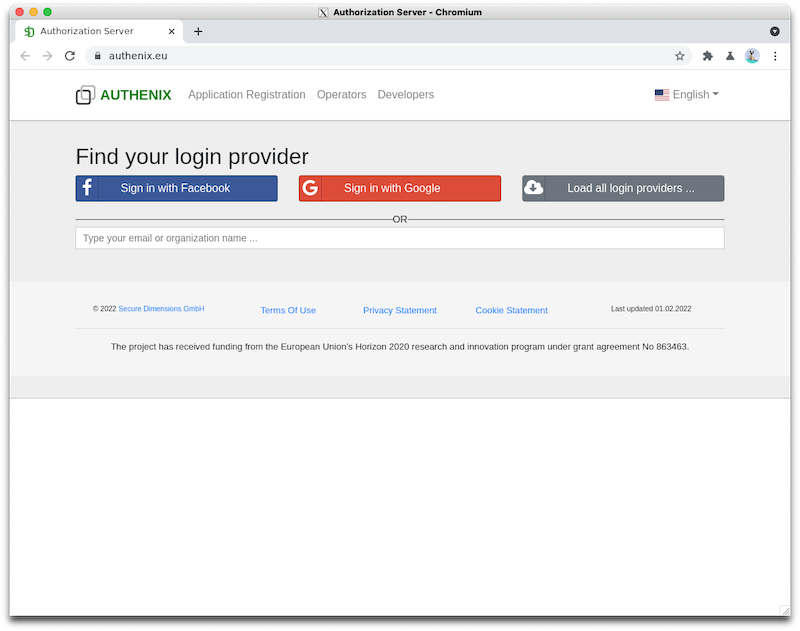 Authorization Server - Chromium
Authorization Server
authenix.eu
AUTHENIX Application Registration Operators Developers English
Find your login provider
Sign in with Facebook Sign in with Google Load all login providers ...
OR
Type your email or organization name ...
© 2022 Secure Dimensions GmbH Terms Of Use Privacy Statement Cookie Statement Last updated 01.02.2022
The project has received funding from the European Union's Horizon 2020 research and innovation program under grant agreement No 863463.